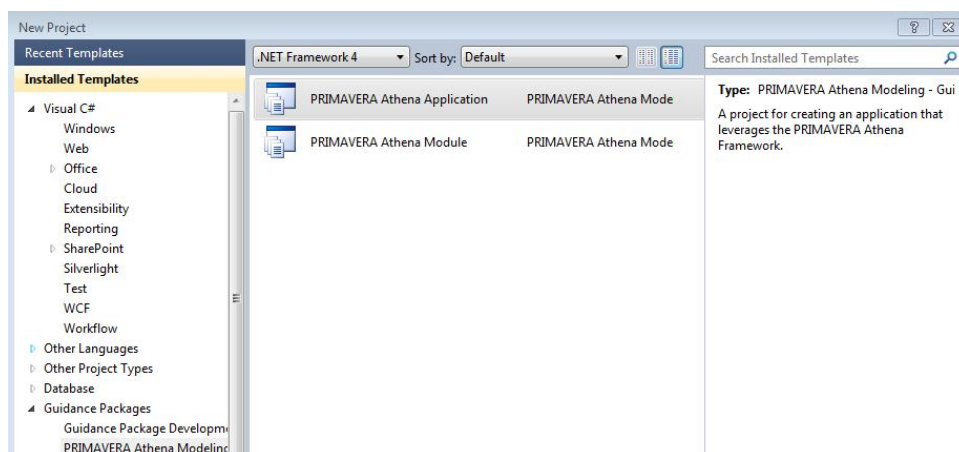 New Project
Recent Templates
Installed Templates
Visual C#
Windows
Web
Office
Cloud
Extensibility
Reporting
SharePoint
Silverlight
Test
WCF
Workflow
Other Languages
Other Project Types
Database
Guidance Packages
Guidance Package Developm
PRIMAVERA Athena Modeling
.NET Framework 4
Sort by: Default
PRIMAVERA Athena Application PRIMAVERA Athena Mode
PRIMAVERA Athena Module PRIMAVERA Athena Mode
Search Installed Templates
Type: PRIMAVERA Athena Modeling - Gui
A project for creating an application that
leverages the PRIMAVERA Athena
Framework.